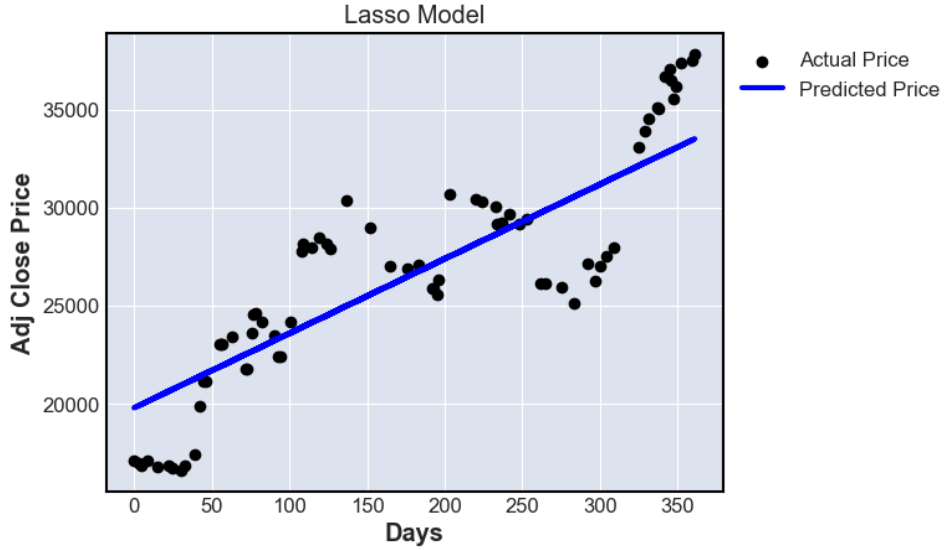 Lasso Model
Actual Price
Predicted Price
35000
30000
25000
20000
Adj Close Price
0 50 100 150 200 250 300 350
Days